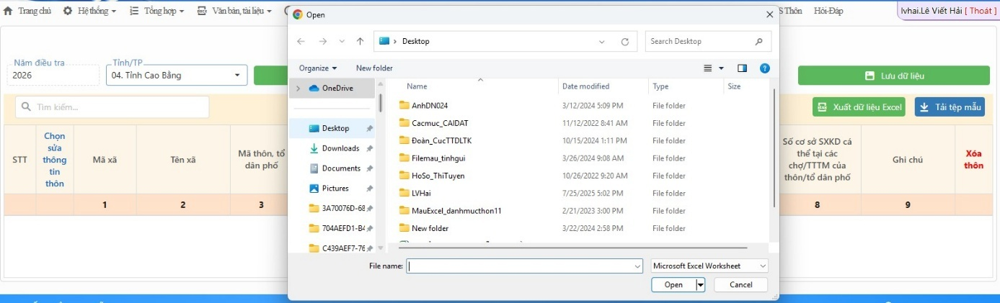 Trang chủ Hệ thống Tổng hợp Văn bản, tài liệu
Thôn Hỏi-Đáp
lvhai.Lê Viết Hải [ Thoát ]
Năm điều tra
2026
Tỉnh/TP
04. Tỉnh Cao Bằng
Lưu dữ liệu
Tìm kiếm...
Xuất dữ liệu Excel
Tải tệp mẫu
STT
Chọn
sửa
thông
tin
thôn
Mã xã
Tên xã
Mã thôn, tổ
dân phố
Số cơ sở SXKD cá
thể tại các
chợ/TTTM của
thôn/tổ dân phố
Ghi chú
Xóa
thôn
1 2 3 8 9
Open
Desktop
Search Desktop
Organize New folder
OneDrive
Desktop
Downloads
Documents
Pictures
3A70076D-68
704AEFD1-B4
C439AEF7-76
Name Date modified Type Size
AnhDN024 3/12/2024 5:09 PM File folder
Cacmuc_CAIDAT 11/12/2022 8:41 AM File folder
Đoàn_CucTTDLTK 10/15/2024 1:11 PM File folder
Filemau_tinhgui 3/26/2024 9:08 AM File folder
HoSo_ThiTuyen 10/26/2022 9:20 AM File folder
LVHai 7/25/2025 5:02 PM File folder
MauExcel_danhmucthon11 2/21/2023 3:00 PM File folder
New folder 3/22/2024 2:58 PM File folder
File name:
Microsoft Excel Worksheet
Open Cancel